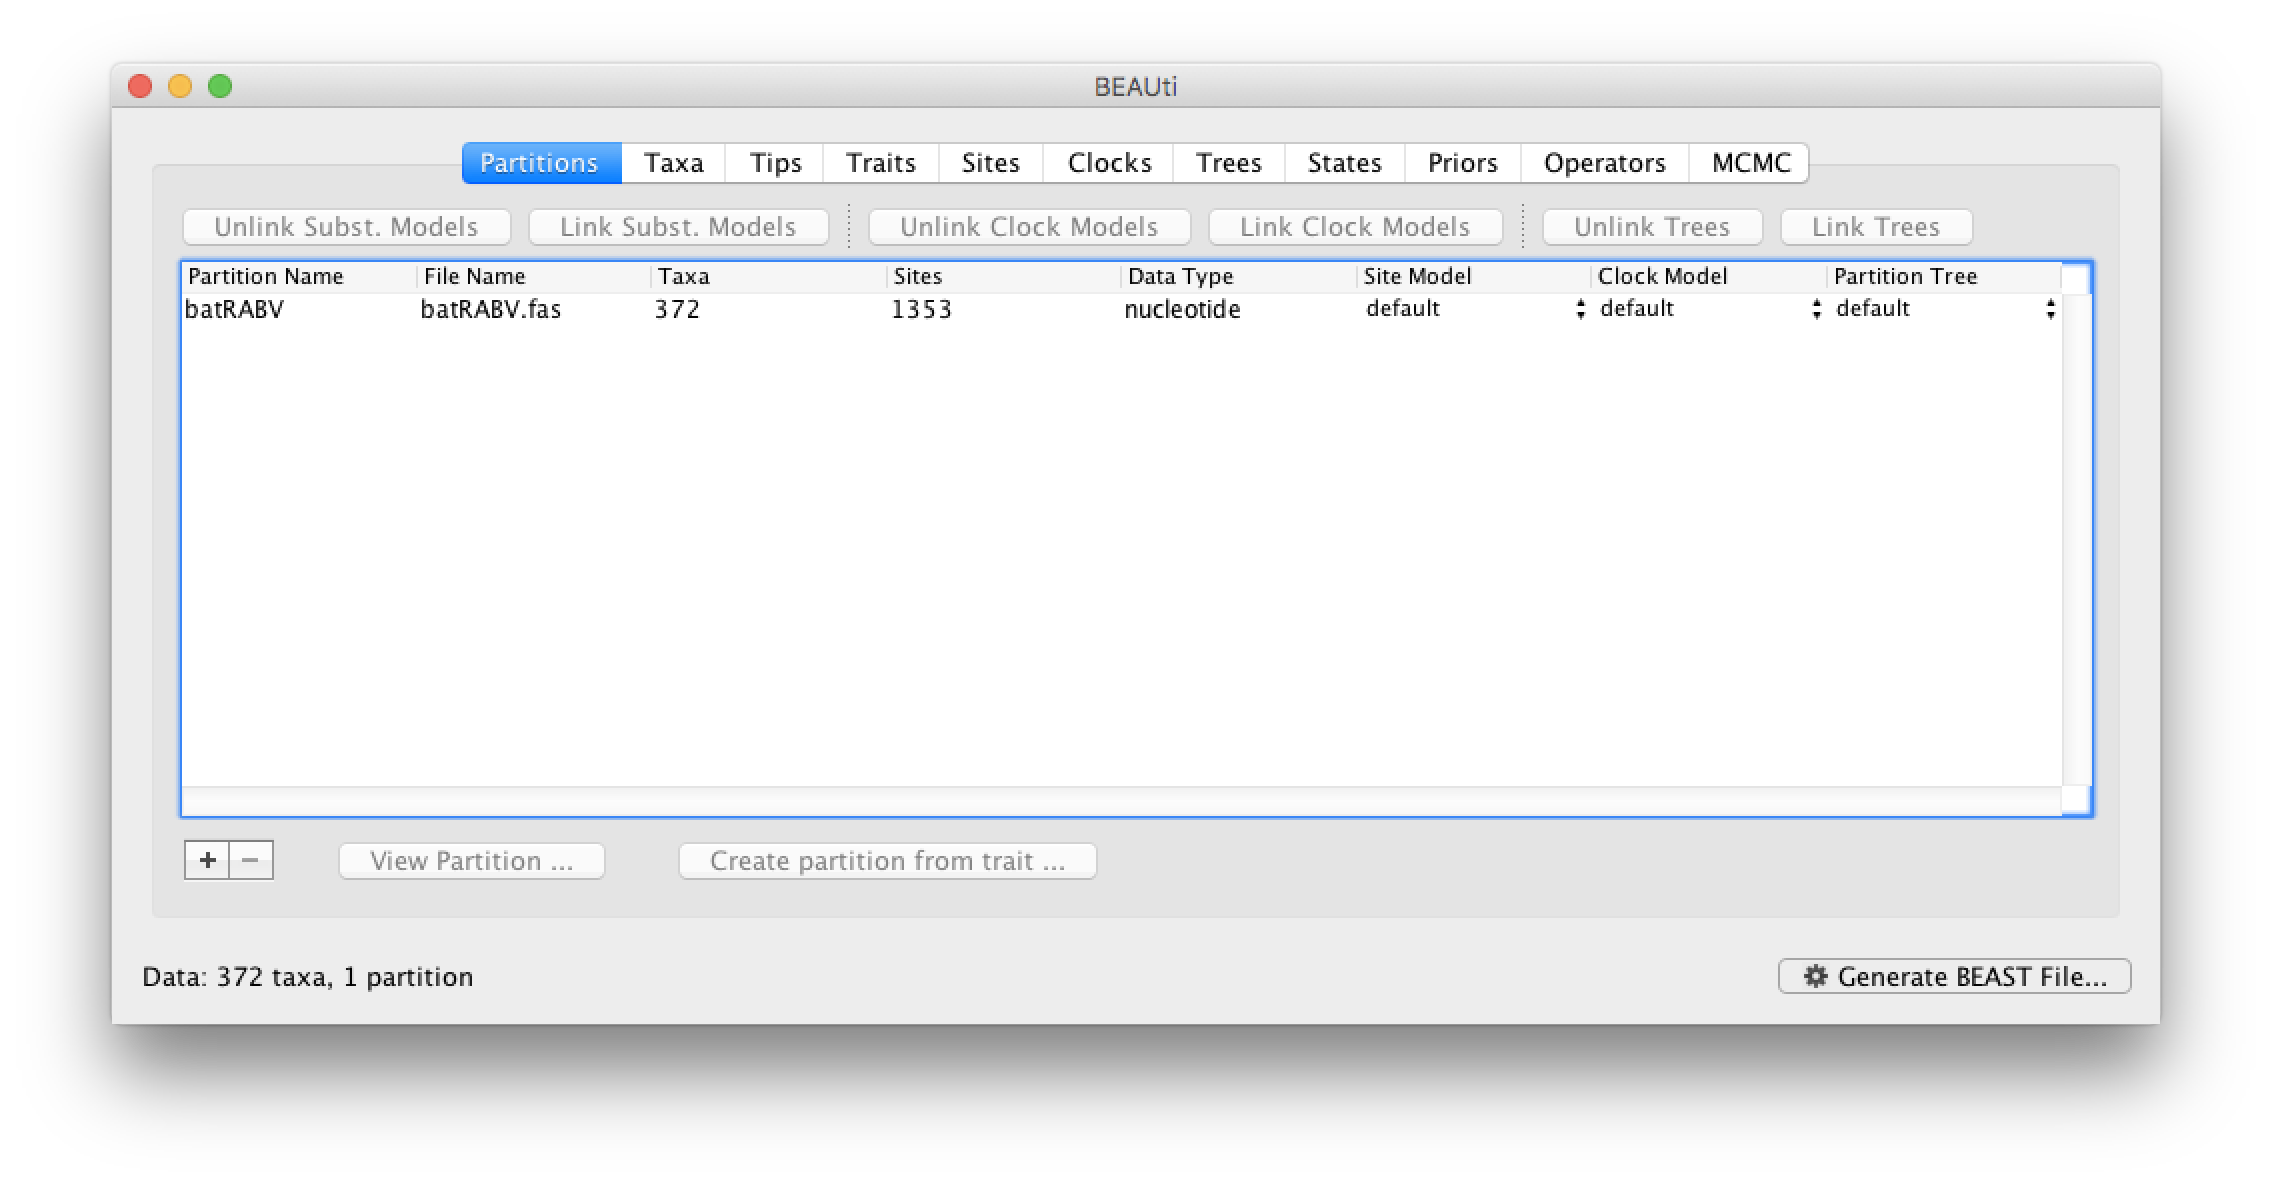 BEAUti
Partitions Taxa Tips Traits Sites Clocks Trees States Priors Operators MCMC
Unlink Subst. Models Link Subst. Models Unlink Clock Models Link Clock Models Unlink Trees Link Trees
Partition Name File Name Taxa Sites Data Type Site Model Clock Model Partition Tree
batRABV batRABV.fas 372 1353 nucleotide default default default
+ − View Partition ... Create partition from trait ...
Data: 372 taxa, 1 partition Generate BEAST File...